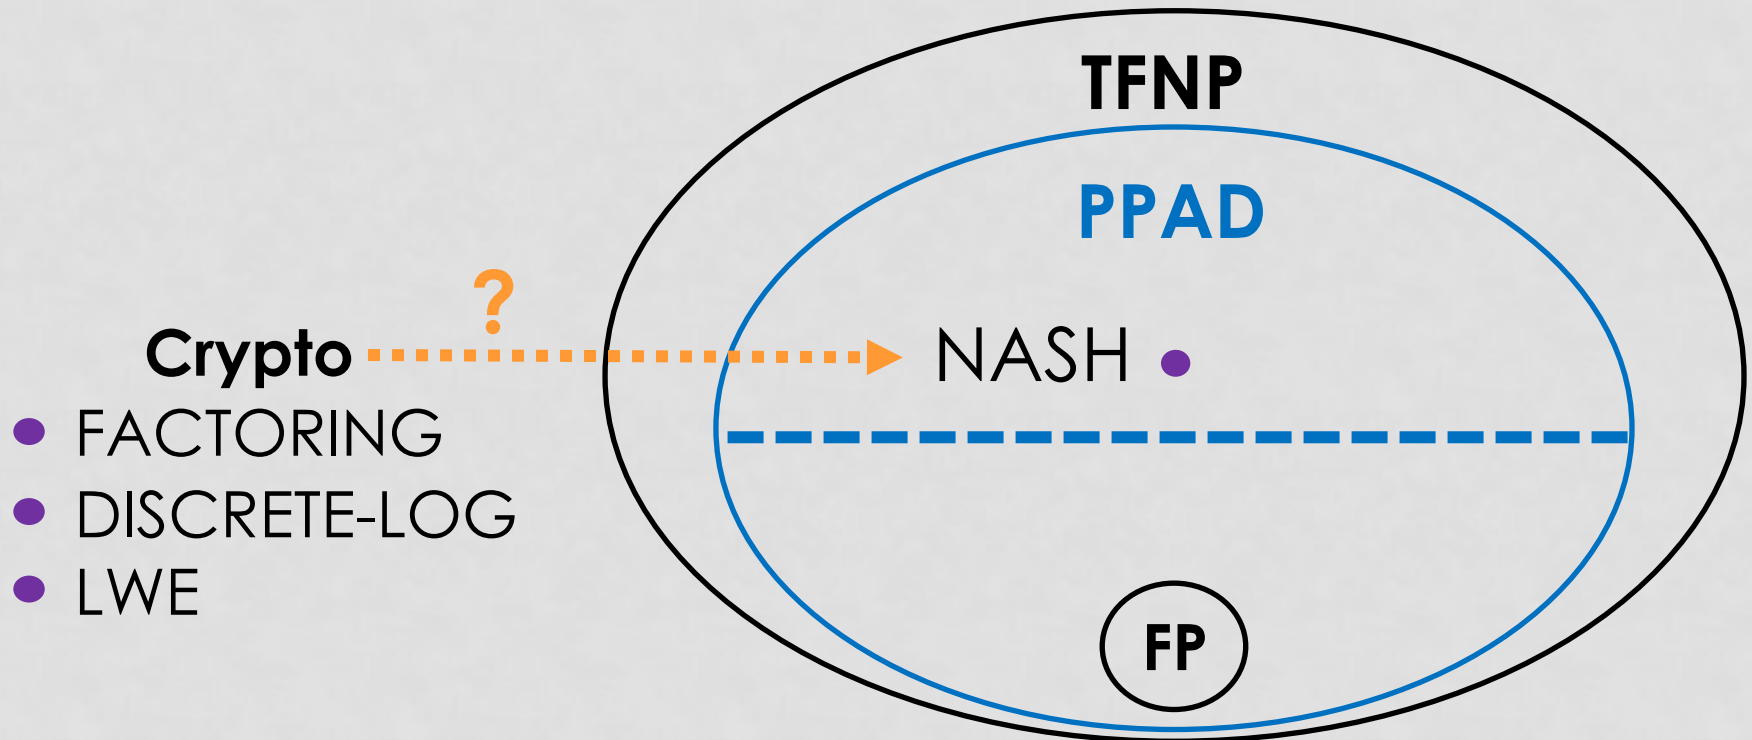 TFNP
PPAD
?
Crypto
NASH
FACTORING
DISCRETE-LOG
LWE
FP